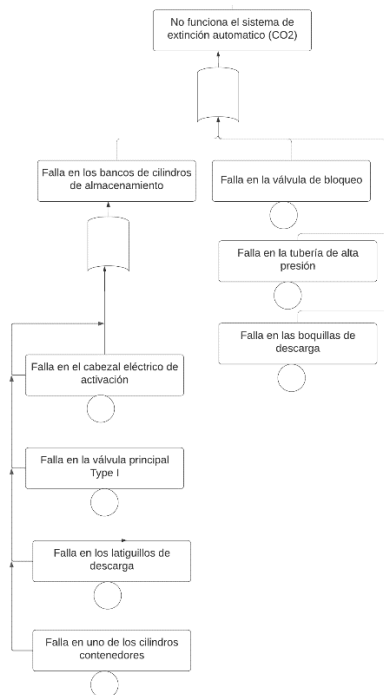 No funciona el sistema de
extinción automatico (CO2)
Falla en los bancos de cilindros
de almacenamiento
Falla en la válvula de bloqueo
Falla en la tubería de alta
presión
Falla en las boquillas de
descarga
Falla en el cabezal eléctrico de
activación
Falla en la válvula principal
Type I
Falla en los latiguillos de
descarga
Falla en uno de los cilindros
contenedores